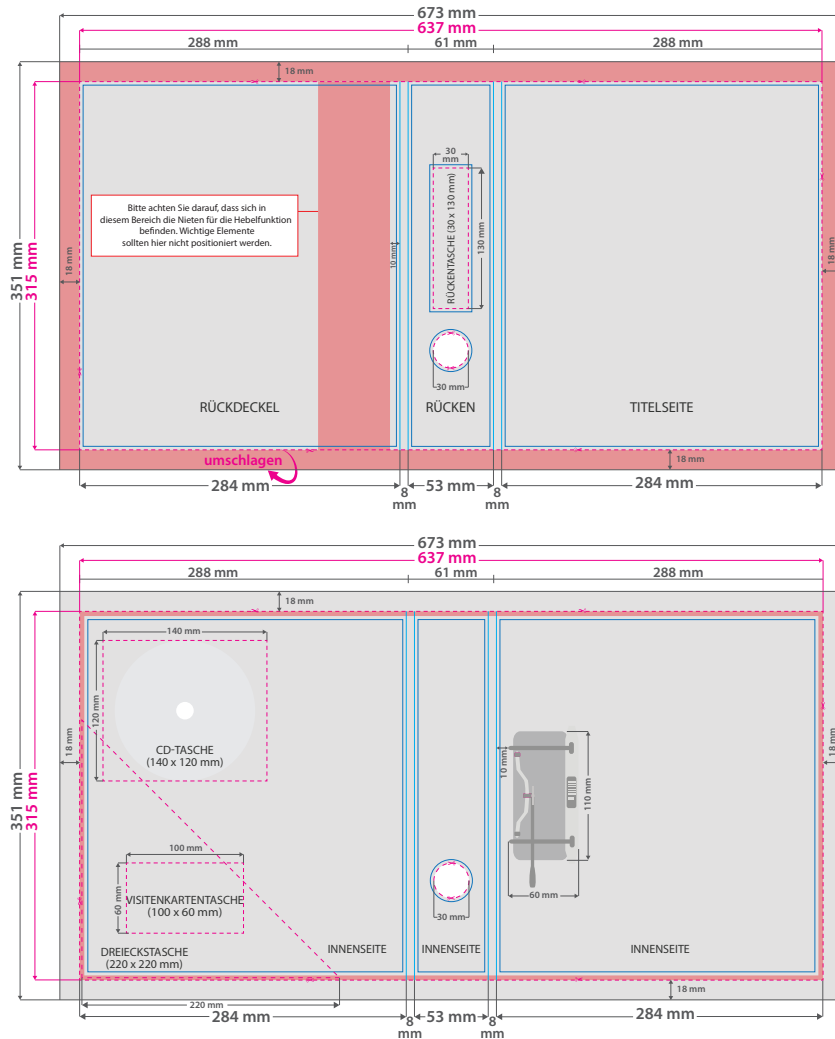 673 mm
637 mm
288 mm
61 mm
288 mm
18 mm
30
mm
Bitte achten Sie darauf, dass sich in
diesem Bereich die Nieten für die Hebelfunktion
befinden. Wichtige Elemente
sollten hier nicht positioniert werden.
RÜCKENTASCHE (30 x 130 mm)
130 mm
10 mm
351 mm
315 mm
18 mm
18 mm
30 mm
RÜCKDECKEL
RÜCKEN
TITELSEITE
umschlagen
18 mm
284 mm
8
mm
53 mm
8
mm
284 mm
673 mm
637 mm
288 mm
61 mm
288 mm
18 mm
140 mm
120 mm
CD-TASCHE
(140 x 120 mm)
351 mm
315 mm
18 mm
18 mm
10 mm
110 mm
60 mm
100 mm
60 mm
VISITENKARTENTASCHE
(100 x 60 mm)
30 mm
DREIECKSTASCHE
(220 x 220 mm)
INNENSEITE
INNENSEITE
INNENSEITE
18 mm
220 mm
284 mm
8
mm
53 mm
8
mm
284 mm